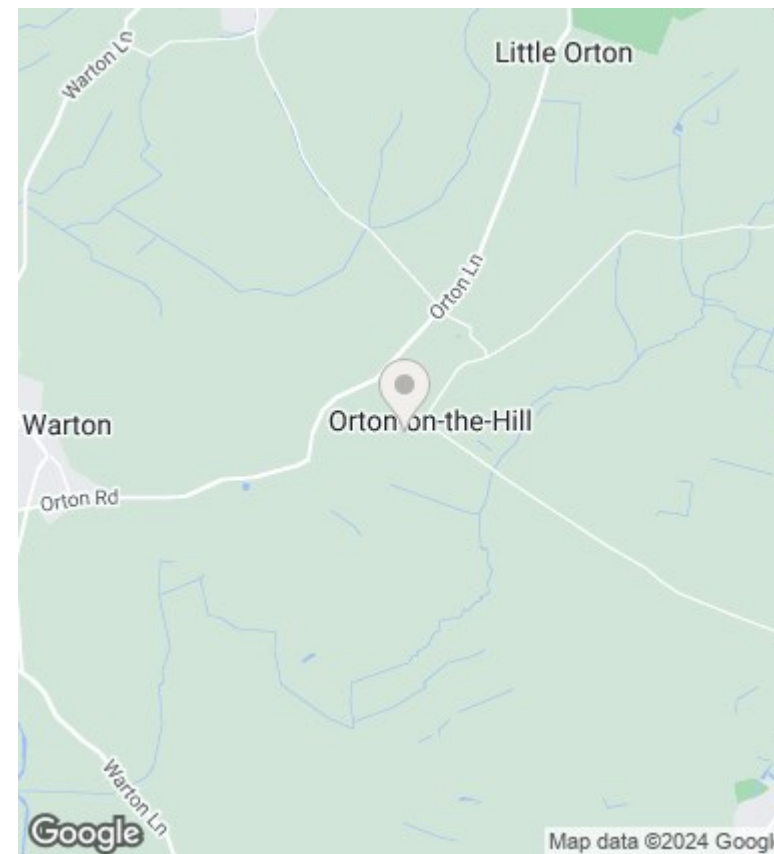 Warton Ln
Little Orton
Orton Ln
Orton-on-the-Hill
Warton
Orton Rd
Warton Ln
Google
Map data ©2024 Googl